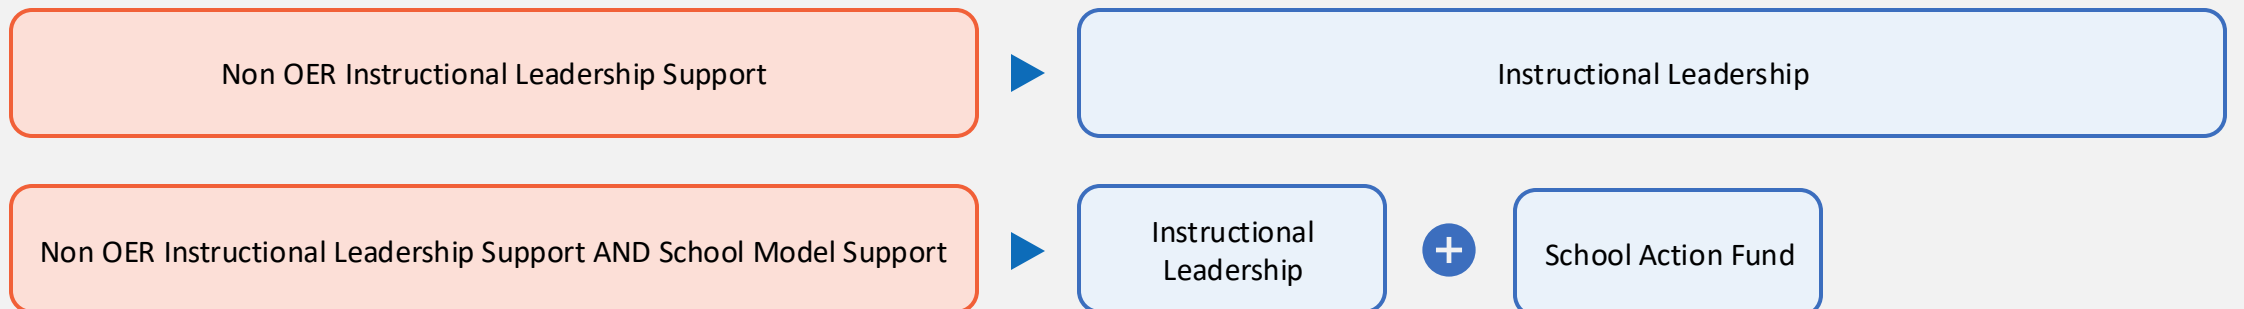 Non OER Instructional Leadership Support
Instructional Leadership
Non OER Instructional Leadership Support AND School Model Support
Instructional
Leadership
School Action Fund